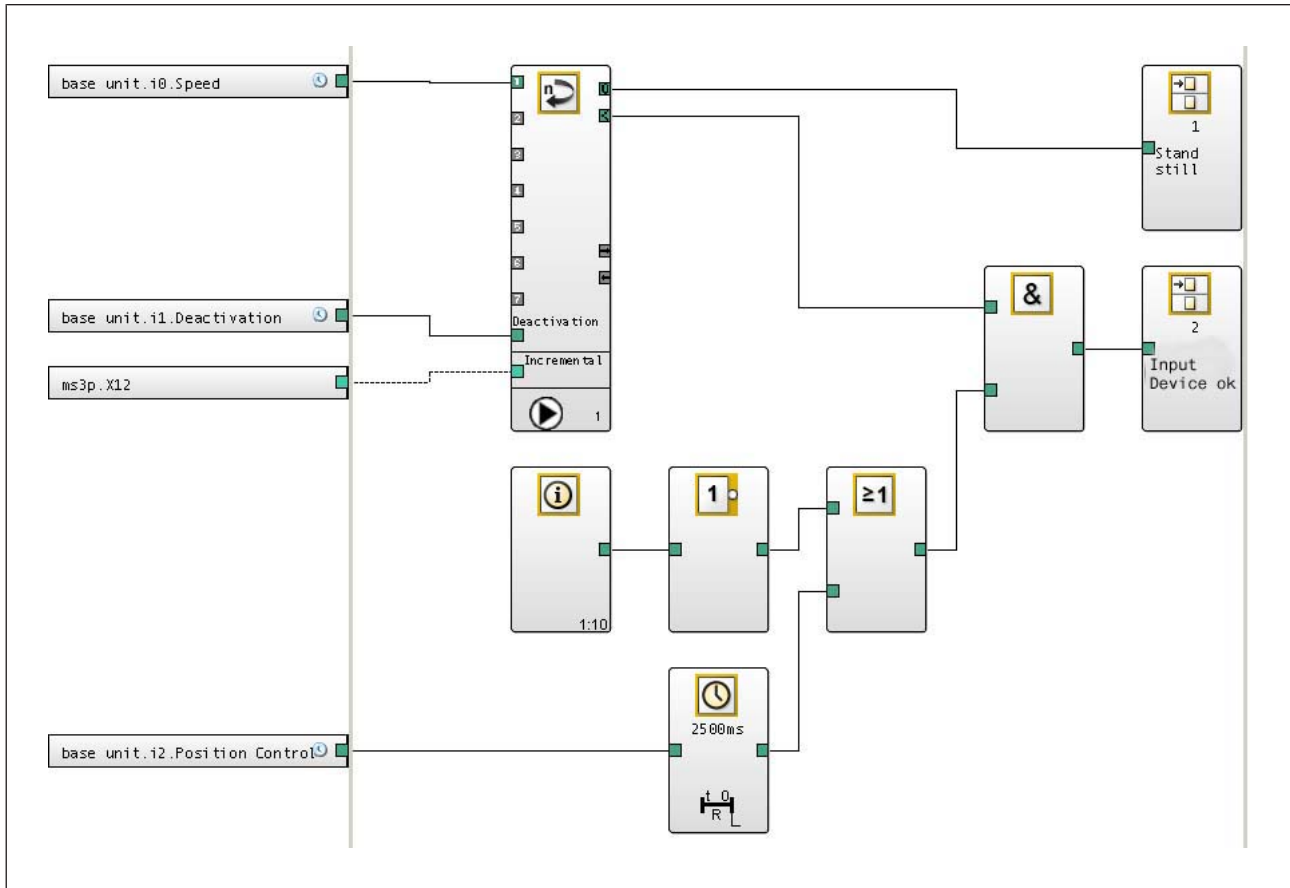 base unit.i0.Speed
1
2
3
4
5
6
7
n
0
Deactivation
Incremental
1
1
Stand
still
base unit.i1.Deactivation
ms3p.X12
&
2
Input
Device ok
i
1:10
1
≥1
2500ms
t 0
R
base unit.i2.Position Control